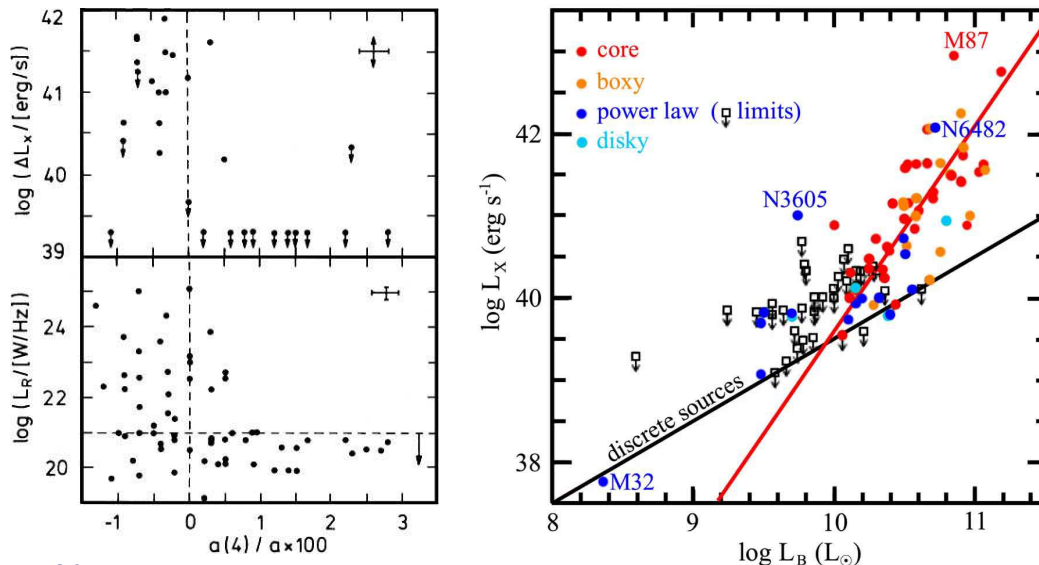 log (ΔLx/[erg/s])
42
41
40
39
log (LR/[W/Hz])
24
22
20
-1 0 1 2 3
a(4)/ a×100
core
boxy
power law ( limits)
disky
M87
N6482
N3605
M32
discrete sources
log LX (erg s-1)
42
40
38
8 9 10 11
log LB (L⊙)